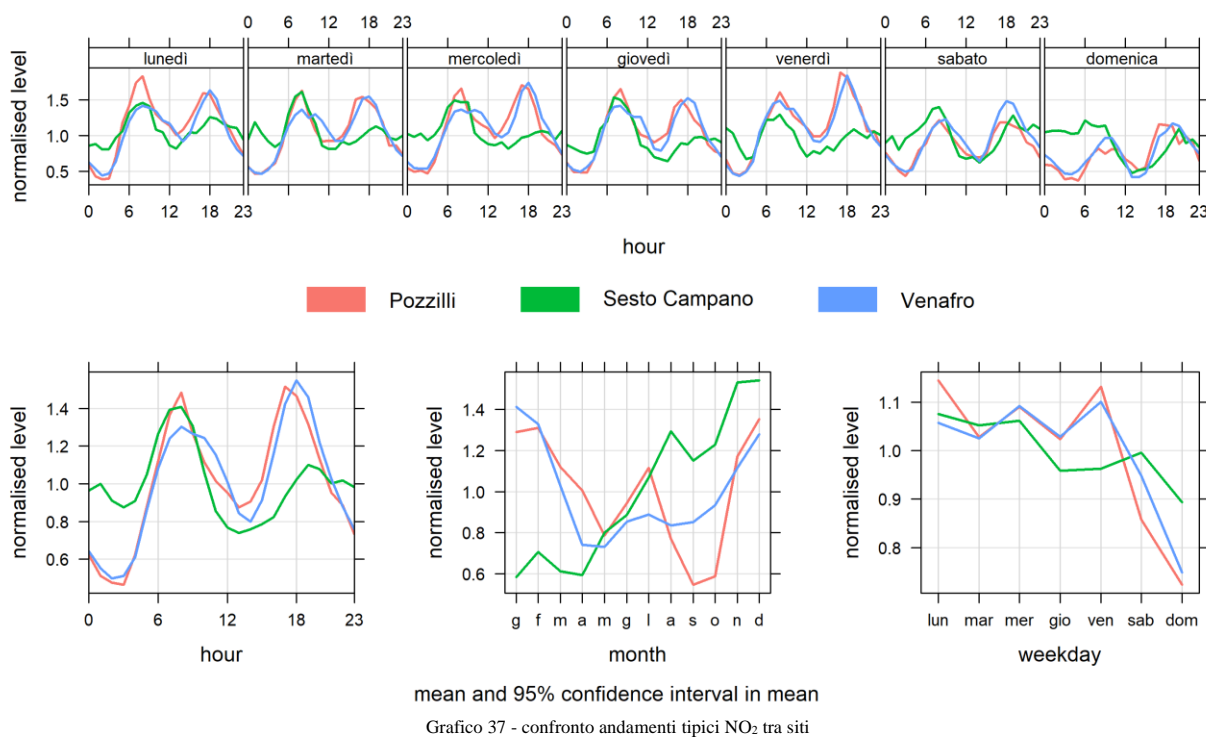 0 6 12 18 23 0 6 12 18 23 0 6 12 18 23
lunedì martedì mercoledì giovedì venerdì sabato domenica
normalised level
1.5
1.0
0.5
0 6 12 18 23 0 6 12 18 23 0 6 12 18 23 0 6 12 18 23
hour
Pozzilli Sesto Campano Venafro
normalised level
1.4
1.2
1.0
0.8
0.6
0 6 12 18 23
hour
normalised level
1.4
1.2
1.0
0.8
0.6
g f m a m g l a s o n d
month
normalised level
1.1
1.0
0.9
0.8
lun mar mer gio ven sab dom
weekday
mean and 95% confidence interval in mean
Grafico 37 - confronto andamenti tipici NO₂ tra siti